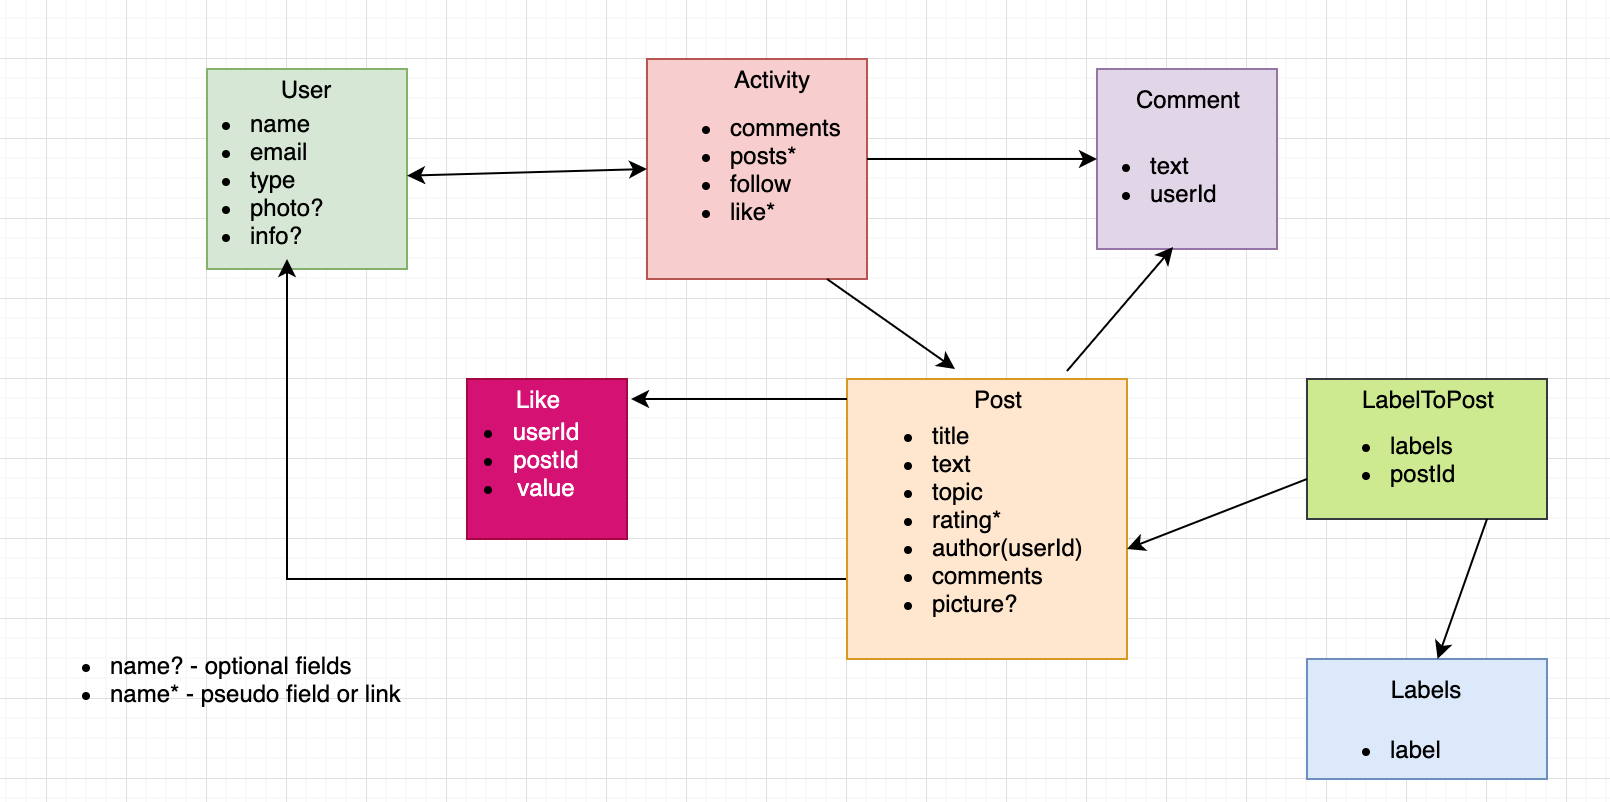 User
name
email
type
photo?
info?
Activity
comments
posts*
follow
like*
Comment
text
userId
Like
userId
postId
value
Post
title
text
topic
rating*
author(userId)
comments
picture?
LabelToPost
labels
postId
Labels
label
name? - optional fields
name* - pseudo field or link